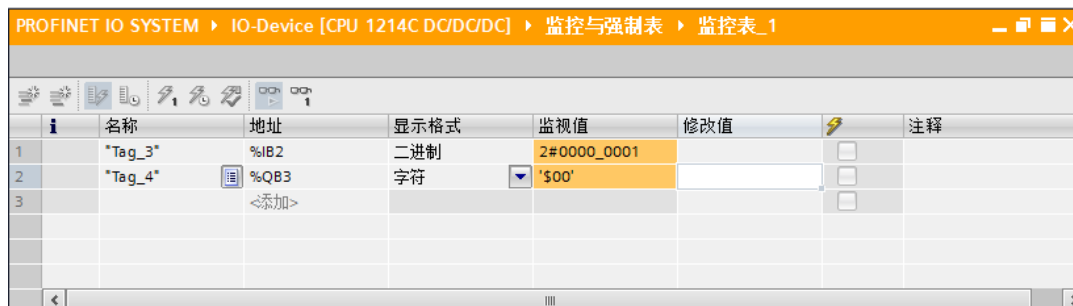 PROFINET IO SYSTEM ▸ IO-Device [CPU 1214C DC/DC/DC] ▸ 监控与强制表 ▸ 监控表_1
i 名称 地址 显示格式 监视值 修改值 注释
1 "Tag_3" %IB2 二进制 2#0000_0001
2 "Tag_4" %QB3 字符 '$00'
3 <添加>